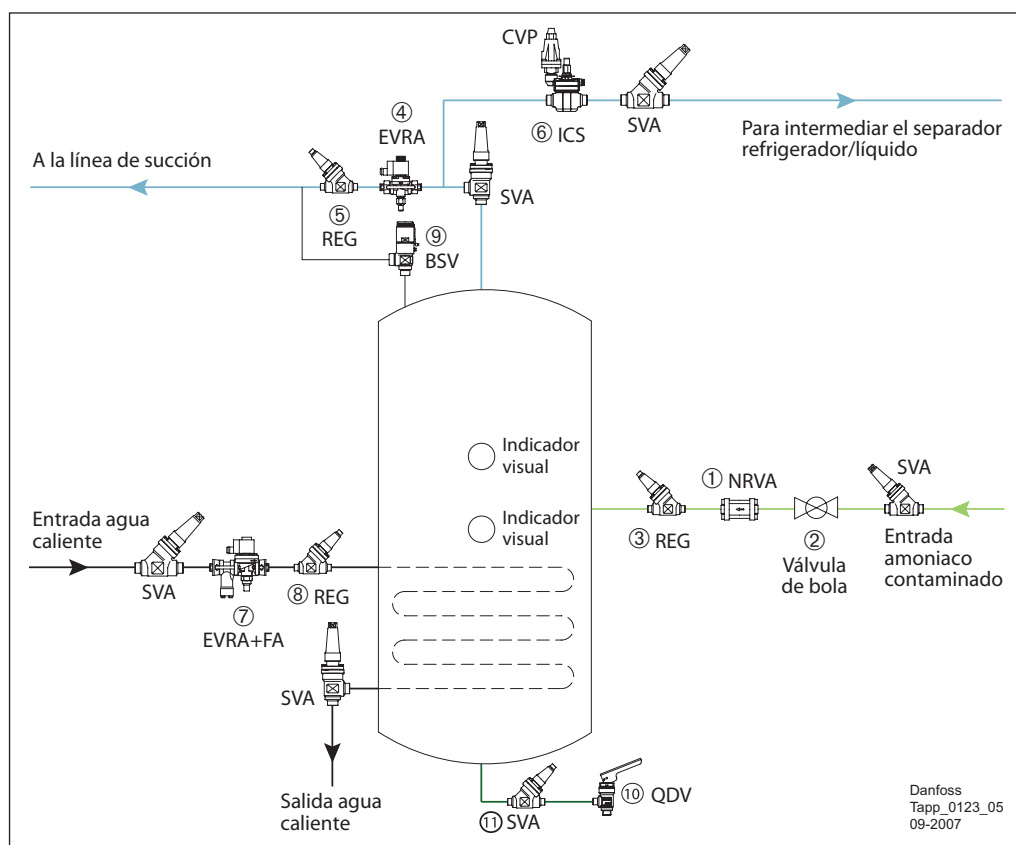 CVP
④
EVRA
⑥ ICS
SVA
A la línea de succión
Para intermediar el separador
refrigerador/líquido
SVA
⑤
REG
⑨
BSV
Indicador
visual
① NRVA
SVA
Entrada agua
caliente
Indicador
visual
③ REG
②
Válvula
de bola
Entrada
amoniaco
contaminado
SVA
⑧ REG
⑦
EVRA+FA
SVA
Salida agua
caliente
⑩ QDV
⑪ SVA
Danfoss
Tapp_0123_05
09-2007